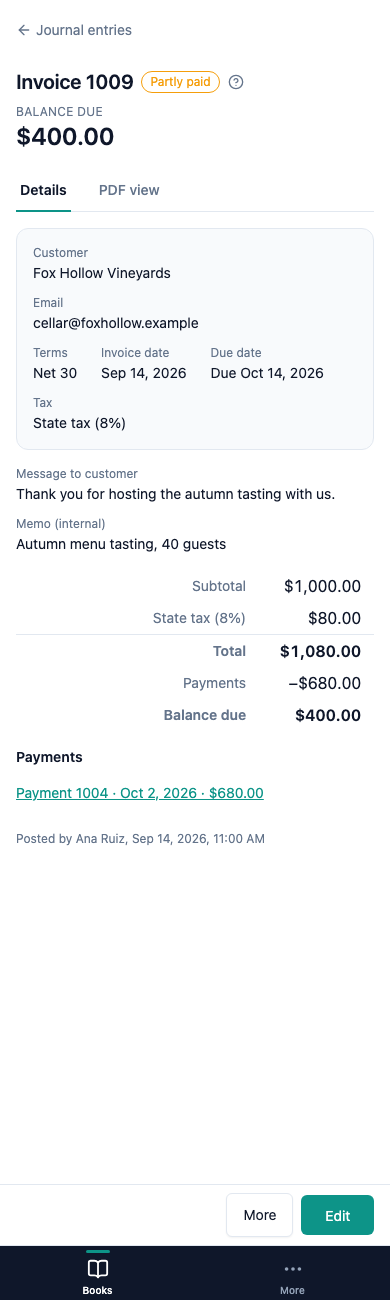 Journal entries
Invoice 1009 Partly paid
BALANCE DUE
$400.00
Details PDF view
Customer
Fox Hollow Vineyards
Email
cellar@foxhollow.example
Terms Invoice date Due date
Net 30 Sep 14, 2026 Due Oct 14, 2026
Tax
State tax (8%)
Message to customer
Thank you for hosting the autumn tasting with us.
Memo (internal)
Autumn menu tasting, 40 guests
Subtotal $1,000.00
State tax (8%) $80.00
Total $1,080.00
Payments –$680.00
Balance due $400.00
Payments
Payment 1004 · Oct 2, 2026 · $680.00
Posted by Ana Ruiz, Sep 14, 2026, 11:00 AM
More Edit
Books More